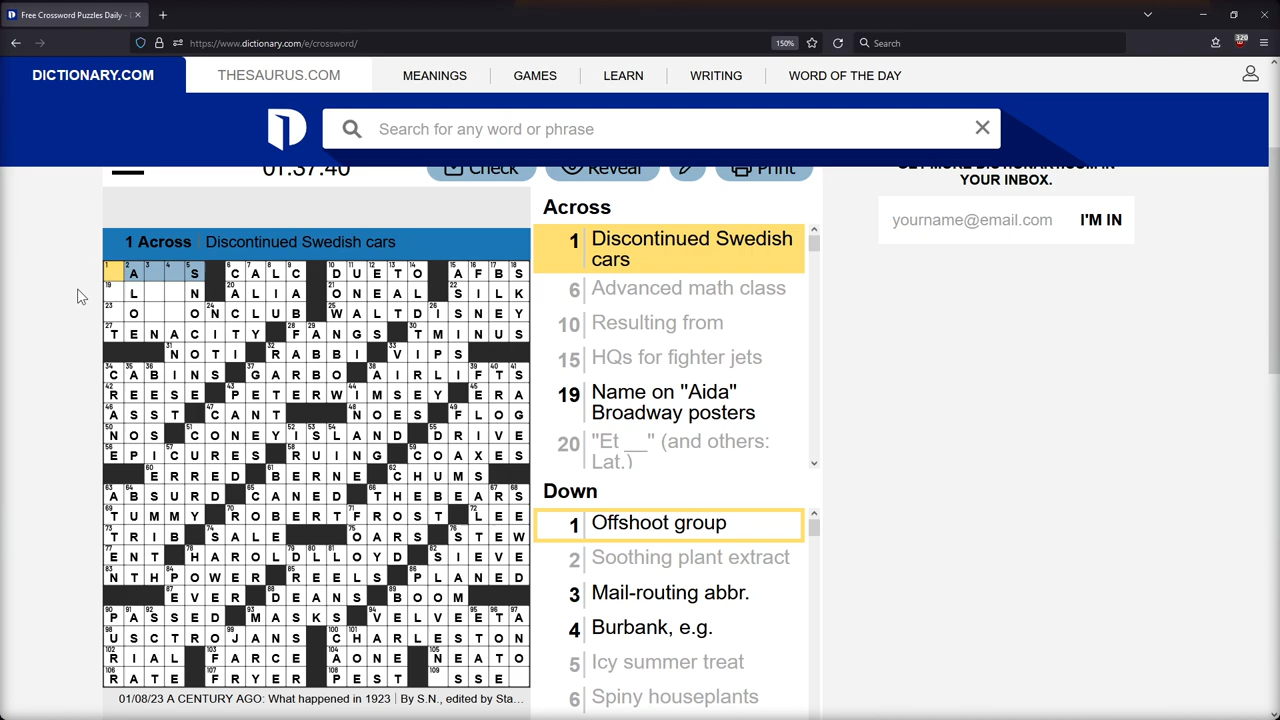 Free Crossword Puzzles Daily -
https://www.dictionary.com/e/crossword/
150%
Search
320
DICTIONARY.COM
THESAURUS.COM
MEANINGS
GAMES
LEARN
WRITING
WORD OF THE DAY
Search for any word or phrase
01:37:40
Check
Reveal
Print
YOUR INBOX.
yourname@email.com
I'M IN
1 Across
Discontinued Swedish cars
A S C A L C D U E T O A F B S
L N A L I A O N E A L S I L K
O O N C L U B W A L T D I S N E Y
T E N A C I T Y F A N G S T M I N U S
N O T I R A B B I V I P S
C A B I N S G A R B O A I R L I F T S
R E E S E P E T E R W I M S E Y E R A
A S S T C A N T N O E S F L O G
N O S C O N E Y I S L A N D D R I V E
E P I C U R E S R U I N G C O A X E S
E R R E D B E R N E C H U M S
A B S U R D C A N E D T H E B E A R S
T U M M Y R O B E R T F R O S T L E E
T R I B S A L E O A R S S T E W
E N T H A R O L D L L O Y D S I E V E
N T H P O W E R R E E L S P L A N E D
E V E R D E A N S B O O M
P A S S E D M A S K S V E L V E E T A
U S C T R O J A N S C H A R L E S T O N
R I A L F A R C E A O N E N E A T O
R A T E F R Y E R P E S T S S E
01/08/23 A CENTURY AGO: What happened in 1923 | By S.N., edited by Sta...
Across
1 Discontinued Swedish
cars
6 Advanced math class
10 Resulting from
15 HQs for fighter jets
19 Name on "Aida"
Broadway posters
20 "Et __" (and others:
Lat.)
Down
1 Offshoot group
2 Soothing plant extract
3 Mail-routing abbr.
4 Burbank, e.g.
5 Icy summer treat
6 Spiny houseplants